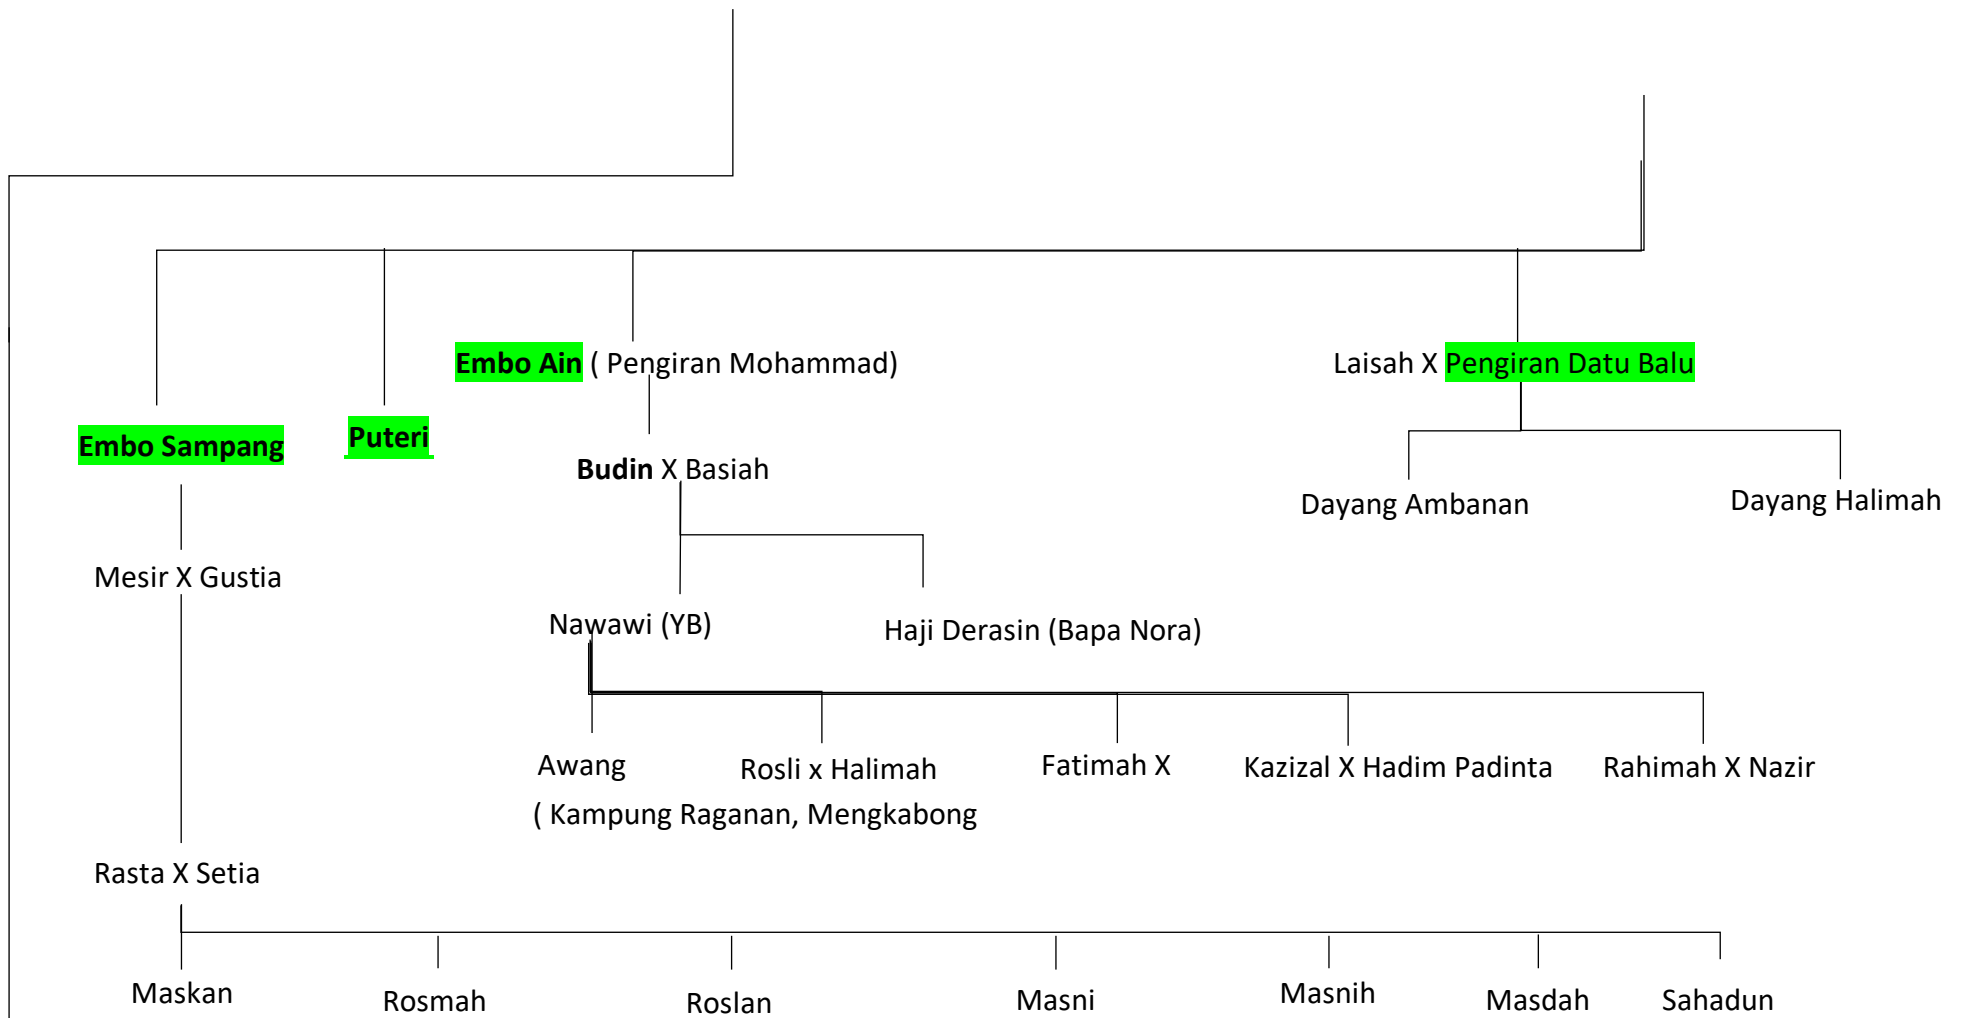 Embo Ain ( Pengiran Mohammad)
Laisah X Pengiran Datu Balu
Embo Sampang
Puteri
Budin X Basiah
Dayang Ambanan
Dayang Halimah
Mesir X Gustia
Nawawi (YB)
Haji Derasin (Bapa Nora)
Awang
Rosli x Halimah
Fatimah X
Kazizal X Hadim Padinta
Rahimah X Nazir
( Kampung Raganan, Mengkabong
Rasta X Setia
Maskan
Rosmah
Roslan
Masni
Masnih
Masdah
Sahadun